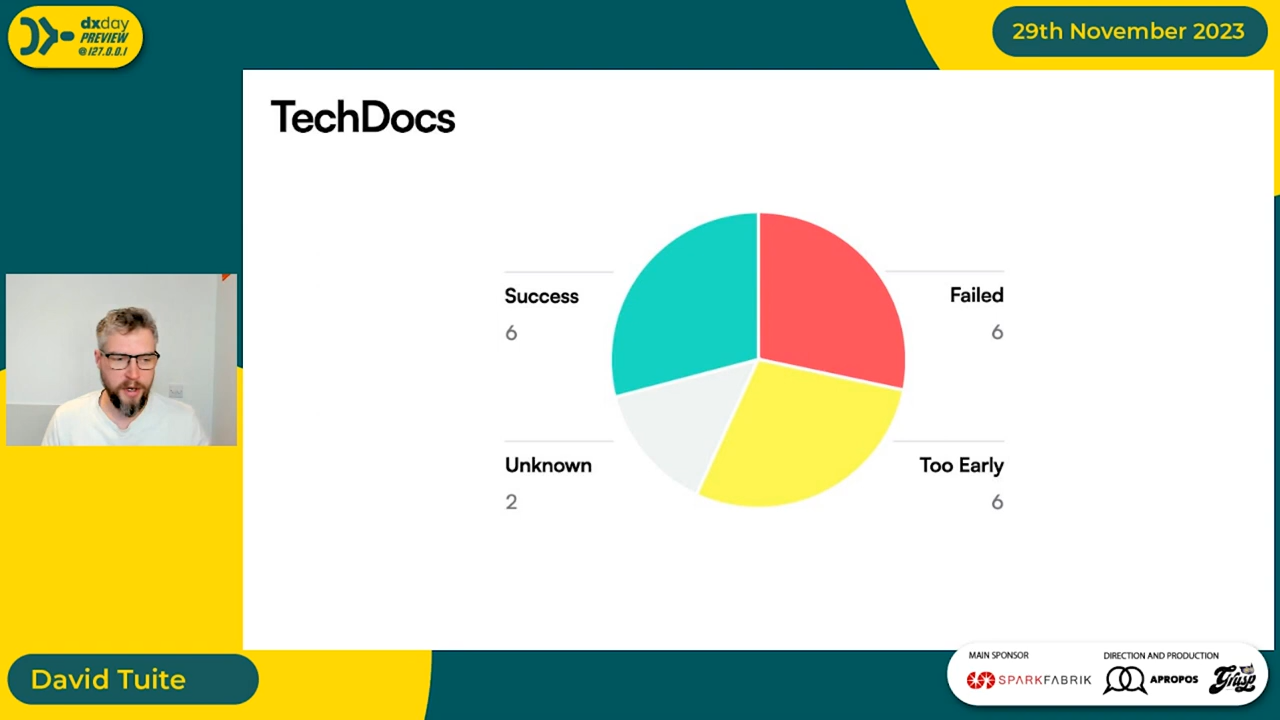 dxday
PREVIEW
@127.0.0.1
29th November 2023
TechDocs
Success
6
Failed
6
Unknown
2
Too Early
6
David Tuite
MAIN SPONSOR
SPARKFABRIK
DIRECTION AND PRODUCTION
APROPOS
Grusp